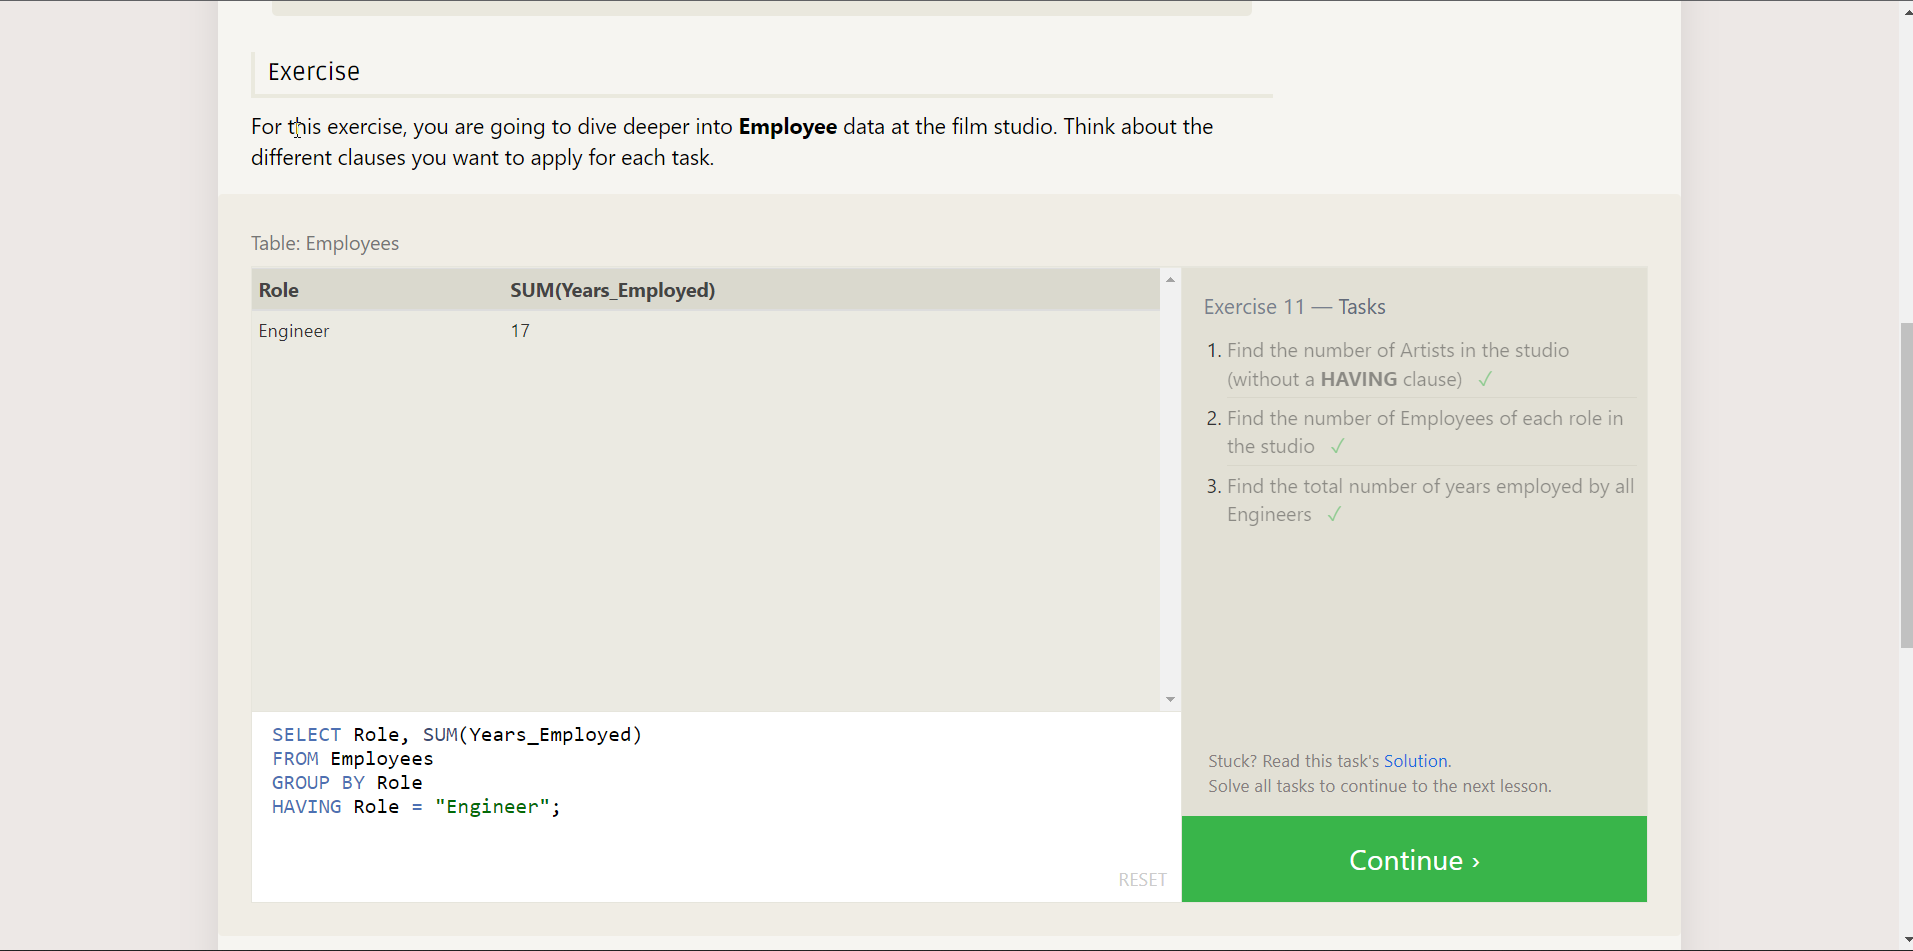 Exercise
For this exercise, you are going to dive deeper into Employee data at the film studio. Think about the
different clauses you want to apply for each task.
Table: Employees
Role SUM(Years_Employed)
Engineer 17
Exercise 11 — Tasks
1. Find the number of Artists in the studio
(without a HAVING clause) ✓
2. Find the number of Employees of each role in
the studio ✓
3. Find the total number of years employed by all
Engineers ✓
SELECT Role, SUM(Years_Employed)
FROM Employees
GROUP BY Role
HAVING Role = "Engineer";
RESET
Stuck? Read this task's Solution.
Solve all tasks to continue to the next lesson.
Continue ›